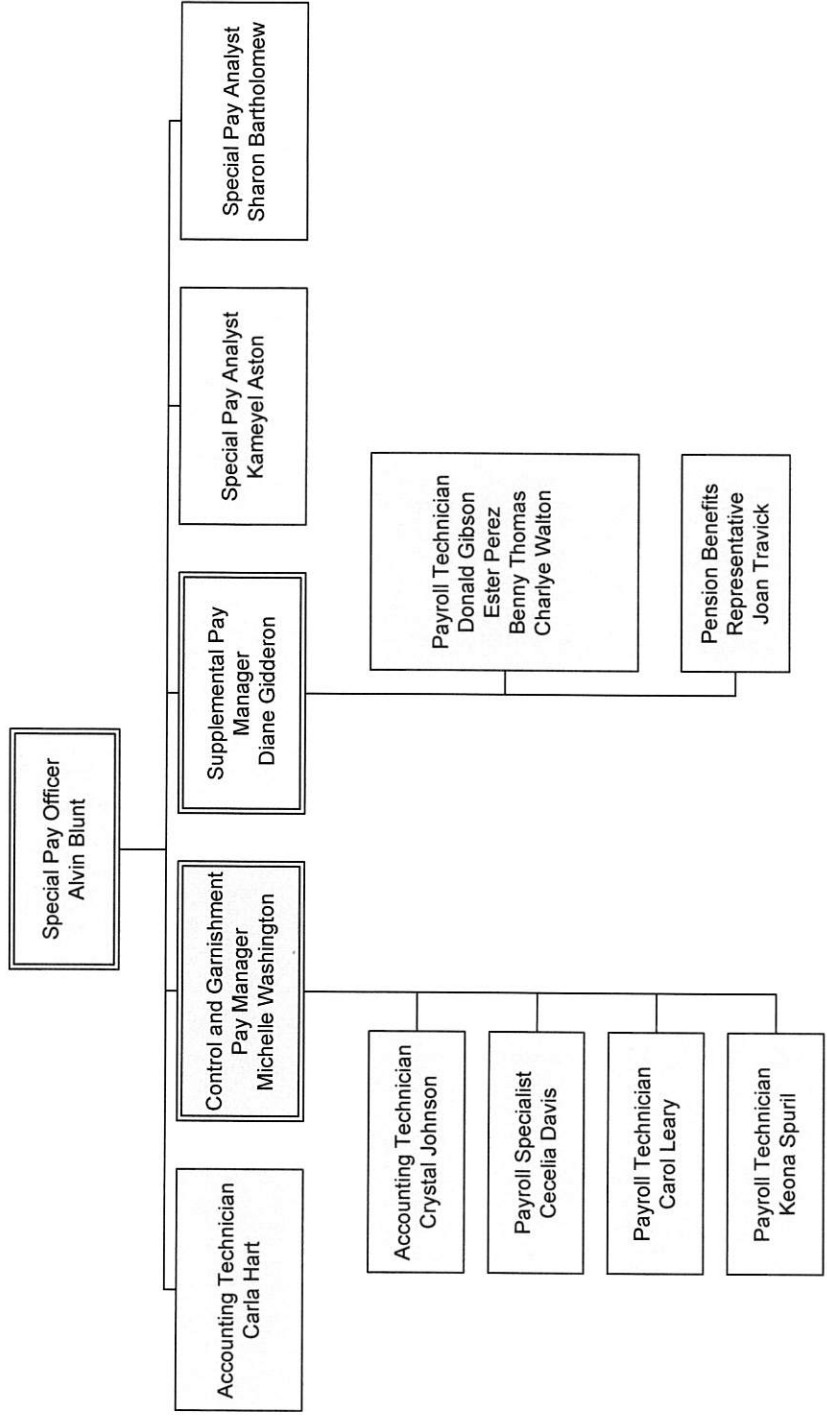 Special Pay Officer
Alvin Blunt
Accounting Technician
Carla Hart
Control and Garnishment
Pay Manager
Michelle Washington
Supplemental Pay
Manager
Diane Gidderon
Special Pay Analyst
Kameyel Aston
Special Pay Analyst
Sharon Bartholomew
Accounting Technician
Crystal Johnson
Payroll Specialist
Cecelia Davis
Payroll Technician
Carol Leary
Payroll Technician
Keona Spuril
Payroll Technician
Donald Gibson
Ester Perez
Benny Thomas
Charlye Walton
Pension Benefits
Representative
Joan Travick